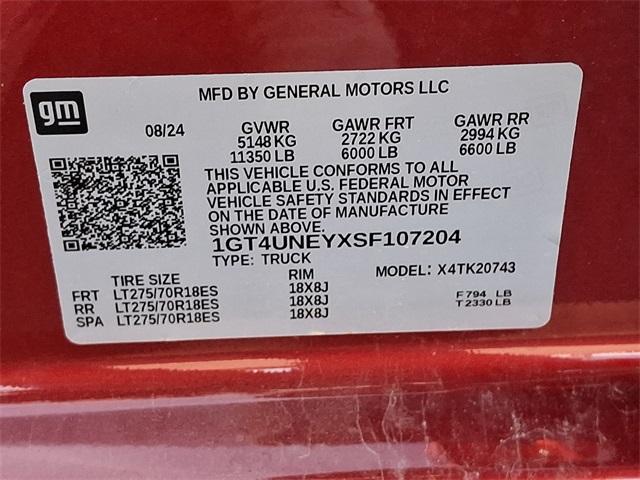 gm
MFD BY GENERAL MOTORS LLC
08/24 GVWR GAWR FRT GAWR RR
5148 KG 2722 KG 2994 KG
11350 LB 6000 LB 6600 LB
THIS VEHICLE CONFORMS TO ALL
APPLICABLE U.S. FEDERAL MOTOR
VEHICLE SAFETY STANDARDS IN EFFECT
ON THE DATE OF MANUFACTURE
SHOWN ABOVE.
1GT4UNEYXSF107204
TYPE: TRUCK MODEL: X4TK20743
TIRE SIZE RIM
FRT LT275/70R18ES 18X8J
RR LT275/70R18ES 18X8J
SPA LT275/70R18ES 18X8J
F 794 LB
T 2330 LB